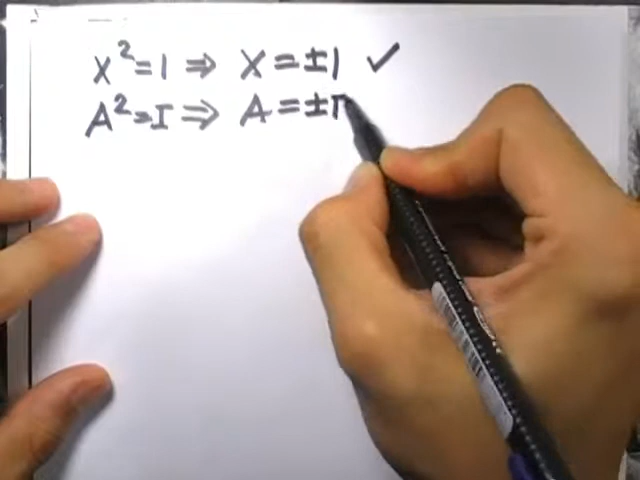 x²=1 ⇒ x=±1 ✓
A²=I ⇒ A=±I